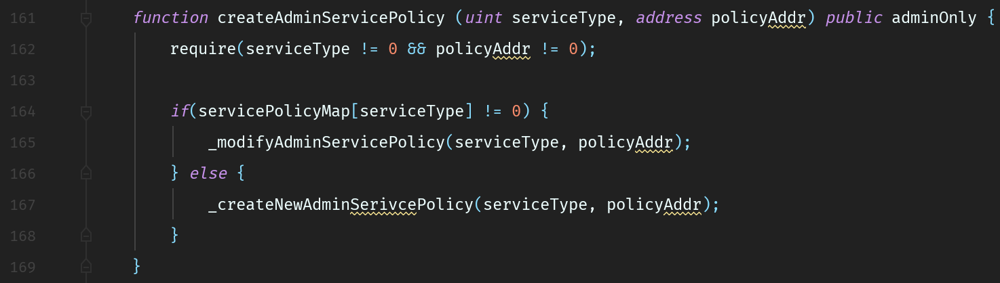 161 function createAdminServicePolicy (uint serviceType, address policyAddr) public adminOnly {
162 require(serviceType != 0 && policyAddr != 0);
163
164 if(servicePolicyMap[serviceType] != 0) {
165 _modifyAdminServicePolicy(serviceType, policyAddr);
166 } else {
167 _createNewAdminSerivcePolicy(serviceType, policyAddr);
168 }
169 }